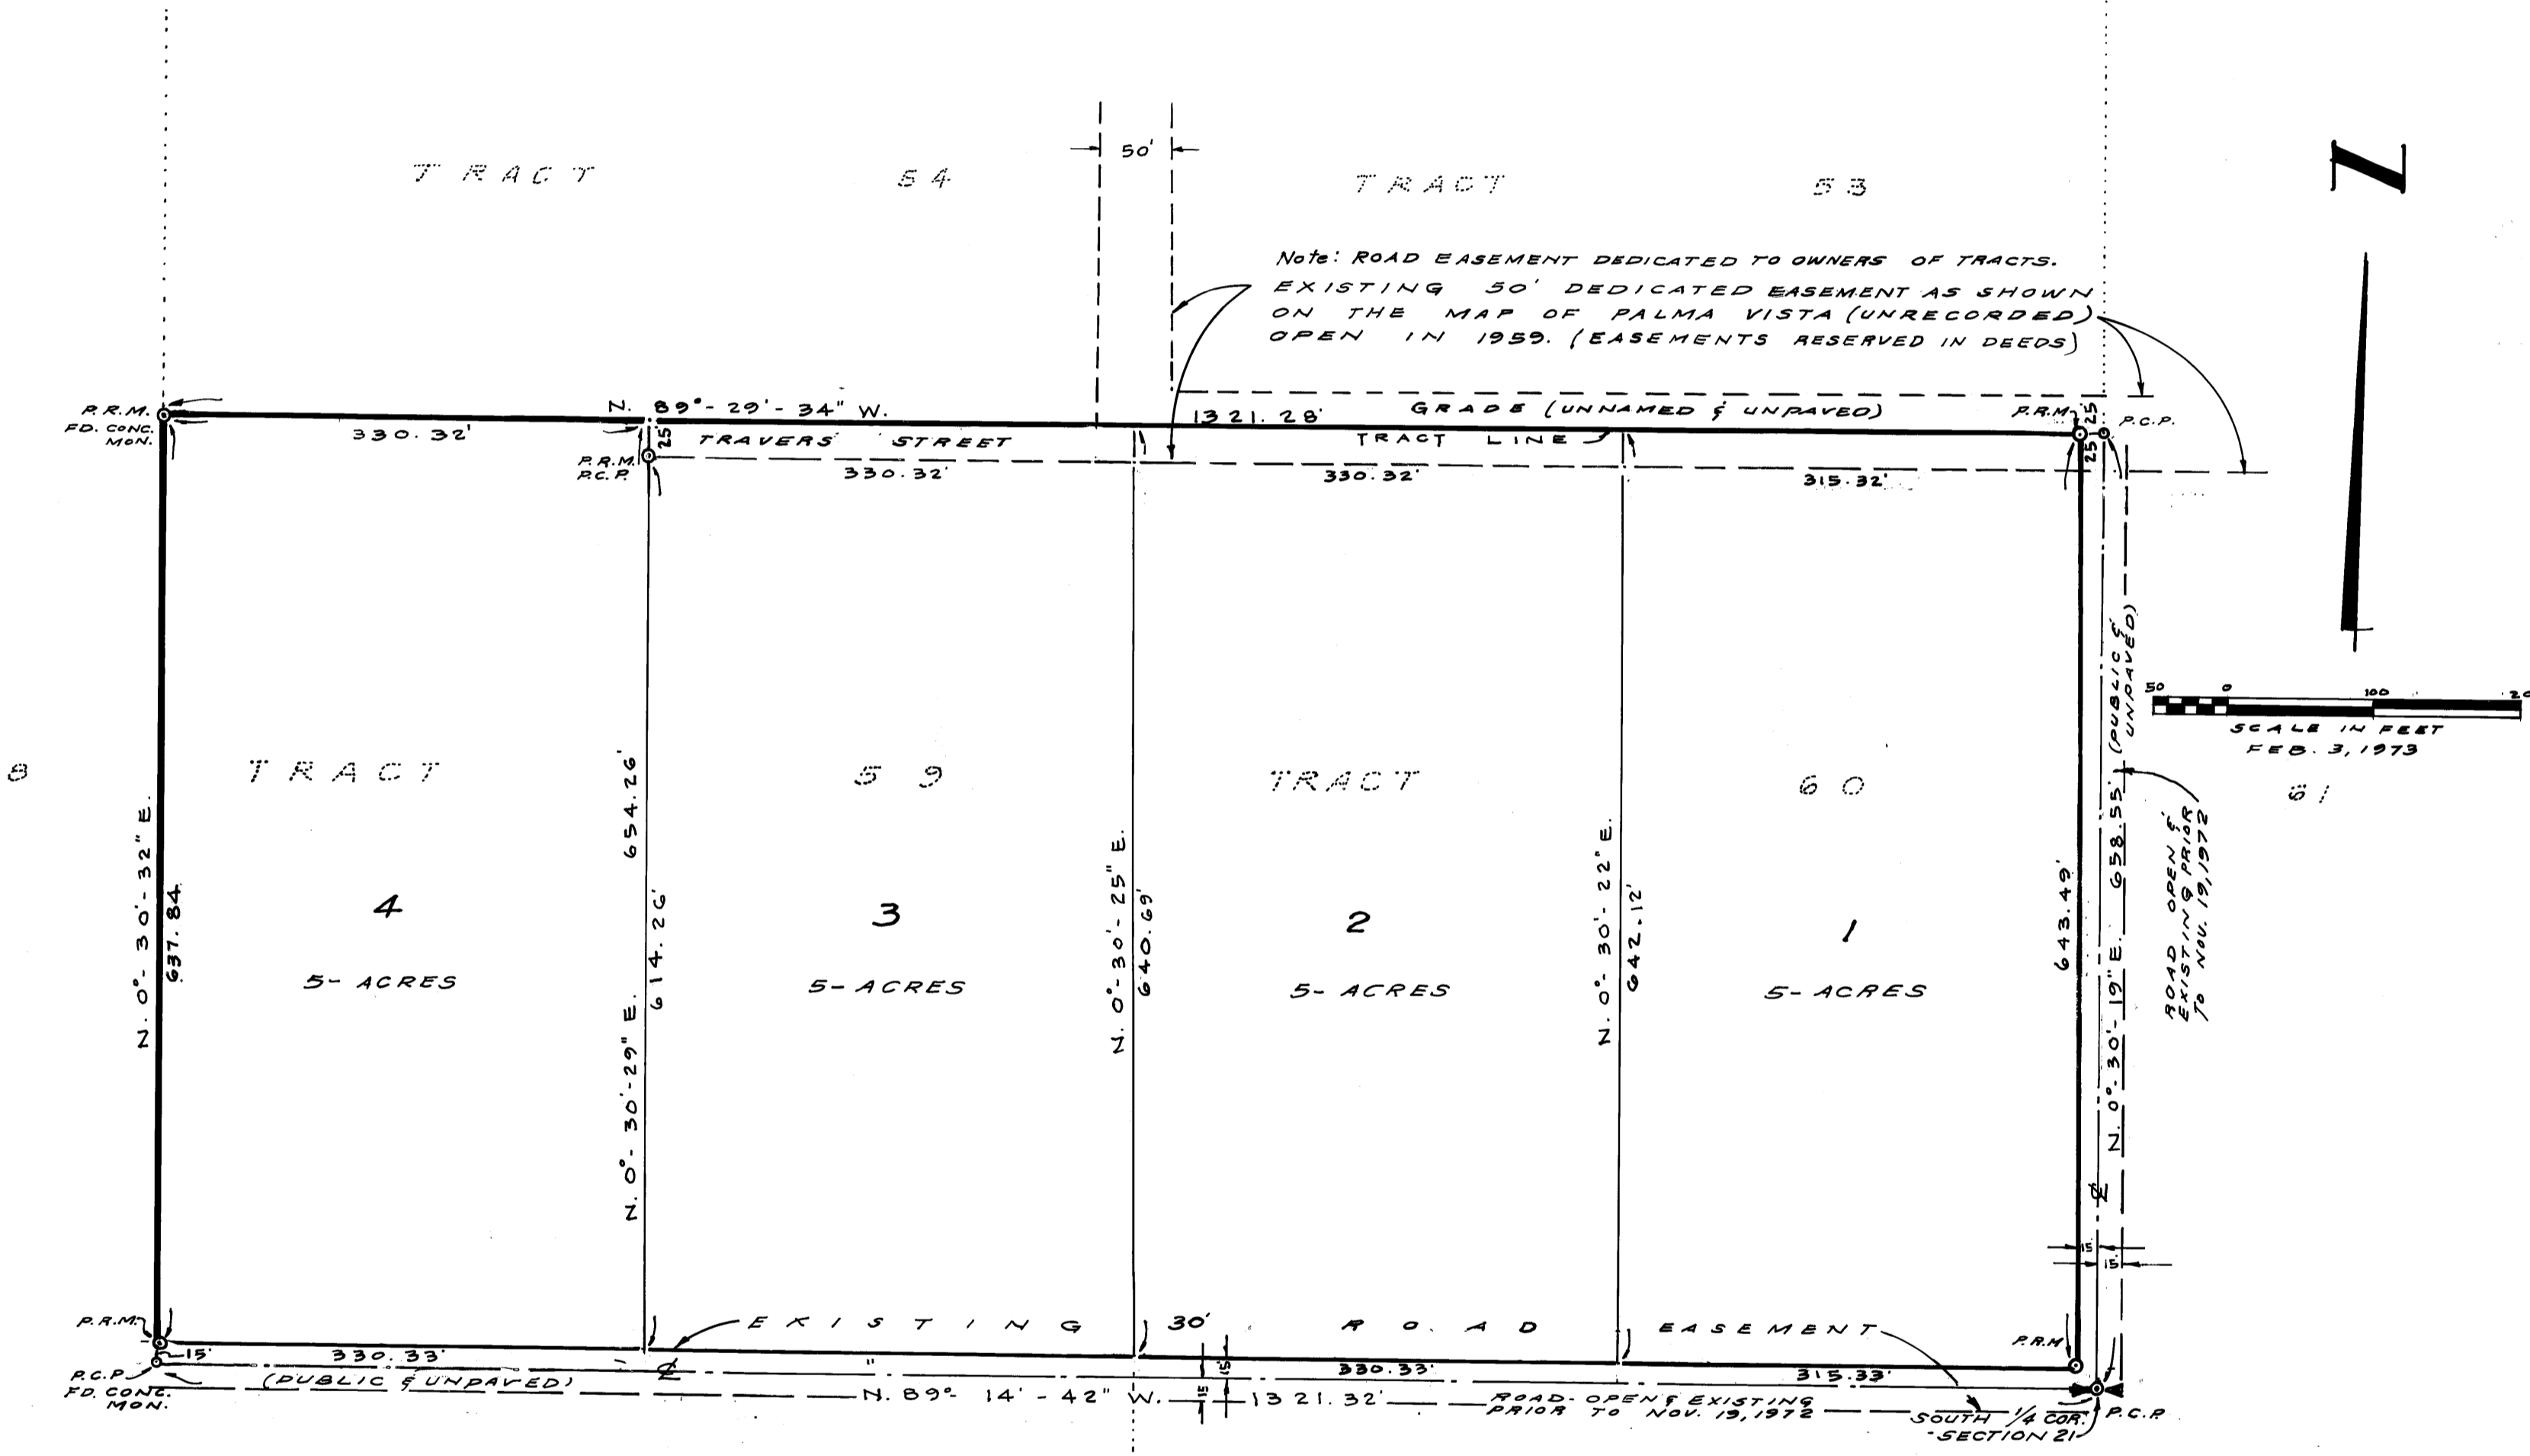 TRACT 54
50'
TRACT 53
Z
Note: ROAD EASEMENT DEDICATED TO OWNERS OF TRACTS.
EXISTING 50' DEDICATED EASEMENT AS SHOWN
ON THE MAP OF PALMA VISTA (UNRECORDED)
OPEN IN 1959. (EASEMENTS RESERVED IN DEEDS)
P.R.M.
FD. CONC.
MON.
N. 89°-29'-34" W.
1321.28'
GRADE (UNNAMED & UNPAVED)
P.R.M.
25
25
P.C.P.
330.32'
25'
TRAVERS STREET
TRACT LINE
P.R.M.
P.C.P.
330.32'
330.32'
315.32'
50 0 100 20
SCALE IN FEET
FEB. 3, 1973
8
TRACT 59
TRACT 60
61
N. 0°-30'-32" E.
637.84
654.26'
614.26'
N. 0°-30'-29" E.
N. 0°-30'-25" E.
640.69'
N. 0°-30'-22" E.
642.12'
643.49'
N. 0°-30'-19" E. 658.55' (PUBLIC &
UNPAVED)
ROAD OPEN &
EXISTING PRIOR
TO NOV. 19, 1972
4
5- ACRES
3
5- ACRES
2
5- ACRES
1
5- ACRES
15'
15'
P.R.M.
EXISTING 30' ROAD EASEMENT
P.R.M
15'
330.33'
"
15'
330.33'
315.33'
P.C.P.
FD. CONC.
MON.
(PUBLIC & UNPAVED)
N. 89°-14'-42" W.
15
1321.32'
ROAD-OPEN & EXISTING
PRIOR TO NOV. 19, 1972
SOUTH 1/4 COR.
SECTION 21
P.C.P.